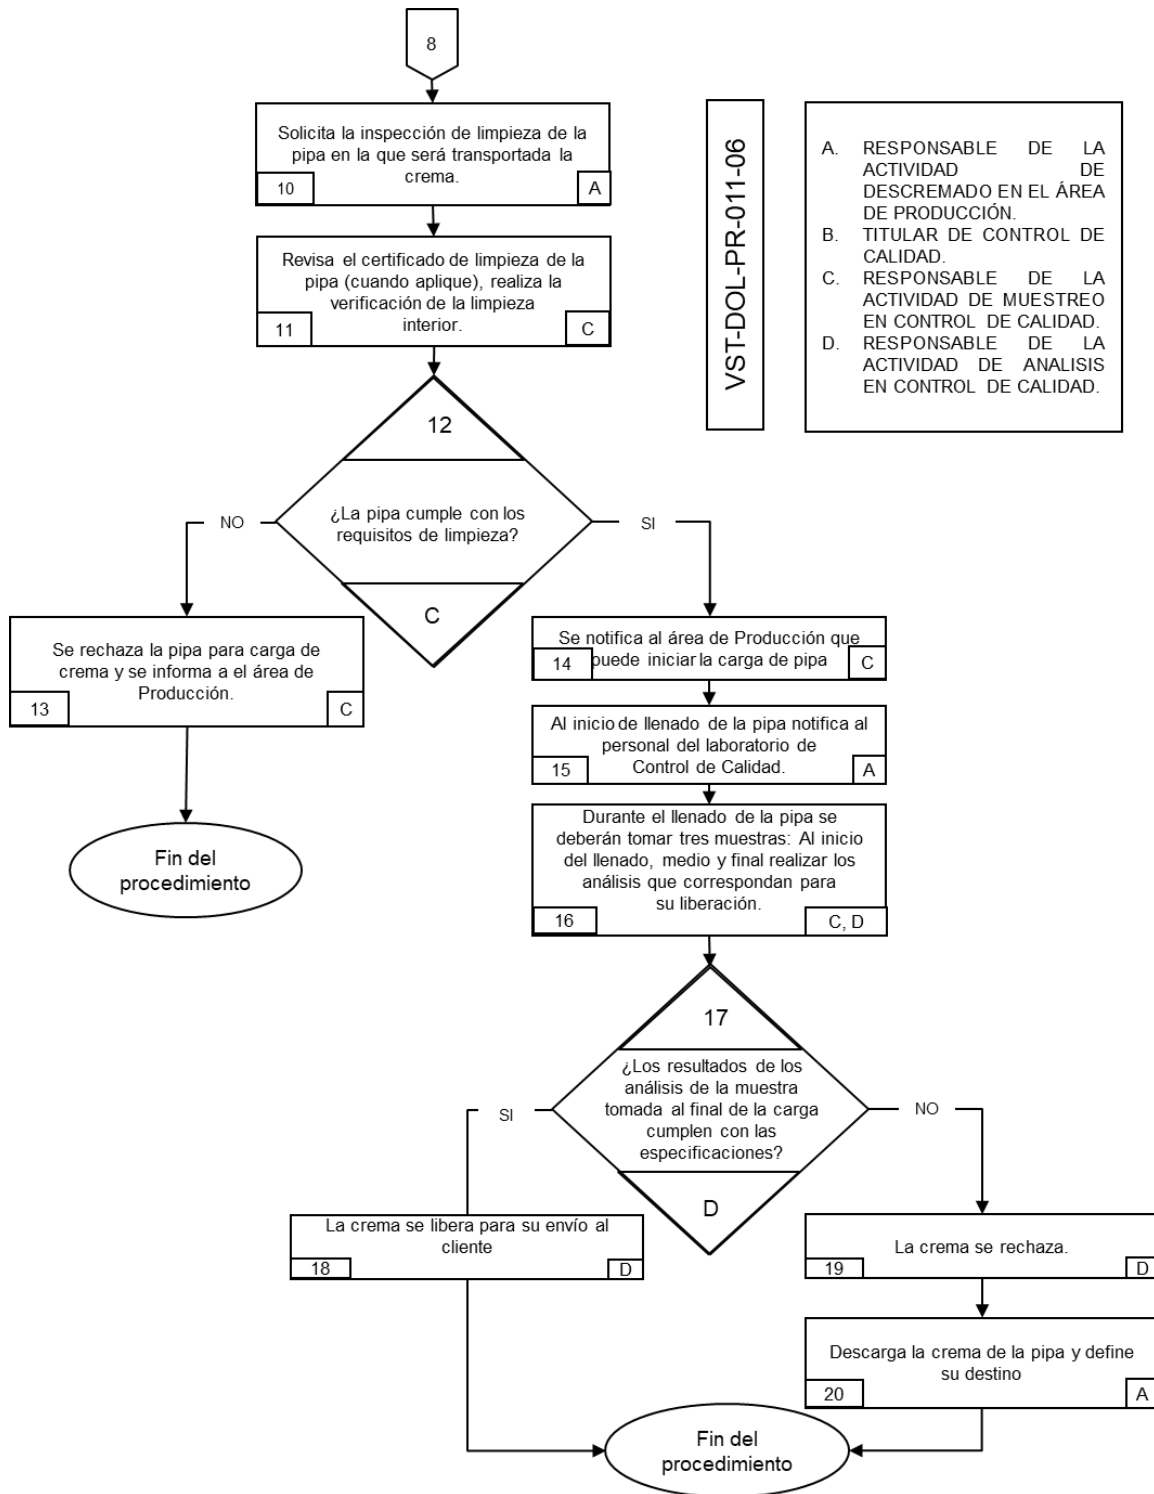 8
Solicita la inspección de limpieza de la
pipa en la que será transportada la
crema.
10
A
VST-DOL-PR-011-06
A. RESPONSABLE DE LA
ACTIVIDAD DE
DESCREMADO EN EL ÁREA
DE PRODUCCIÓN.
B. TITULAR DE CONTROL DE
CALIDAD.
C. RESPONSABLE DE LA
ACTIVIDAD DE MUESTREO
EN CONTROL DE CALIDAD.
D. RESPONSABLE DE LA
ACTIVIDAD DE ANALISIS
EN CONTROL DE CALIDAD.
Revisa el certificado de limpieza de la
pipa (cuando aplique), realiza la
verificación de la limpieza
interior.
11
C
12
¿La pipa cumple con los
requisitos de limpieza?
C
NO
SI
Se rechaza la pipa para carga de
crema y se informa a el área de
Producción.
13
C
Fin del
procedimiento
Se notifica al área de Producción que
puede iniciar la carga de pipa
14
C
Al inicio de llenado de la pipa notifica al
personal del laboratorio de
Control de Calidad.
15
A
Durante el llenado de la pipa se
deberán tomar tres muestras: Al inicio
del llenado, medio y final realizar los
análisis que correspondan para
su liberación.
16
C, D
17
¿Los resultados de los
análisis de la muestra
tomada al final de la carga
cumplen con las
especificaciones?
D
SI
NO
La crema se libera para su envío al
cliente
18
D
La crema se rechaza.
19
D
Descarga la crema de la pipa y define
su destino
20
A
Fin del
procedimiento